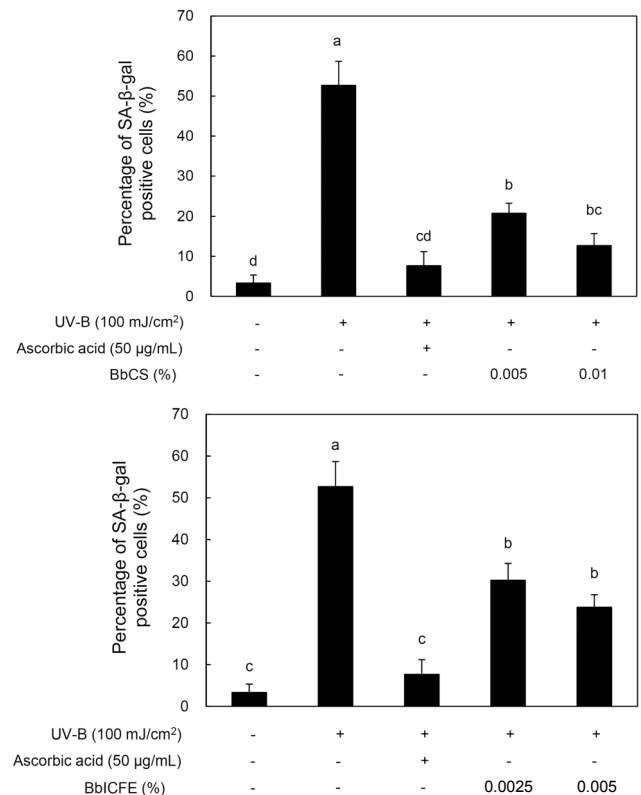 70
60
50
40
30
20
10
0
Percentage of SA-β-gal
positive cells (%)
d
a
cd
b
bc
UV-B (100 mJ/cm²) - + + + +
Ascorbic acid (50 µg/mL) - - + - -
BbCS (%) - - - 0.005 0.01
70
60
50
40
30
20
10
0
Percentage of SA-β-gal
positive cells (%)
c
a
c
b
b
UV-B (100 mJ/cm²) - + + + +
Ascorbic acid (50 µg/mL) - - + - -
BbICFE (%) - - - 0.0025 0.005